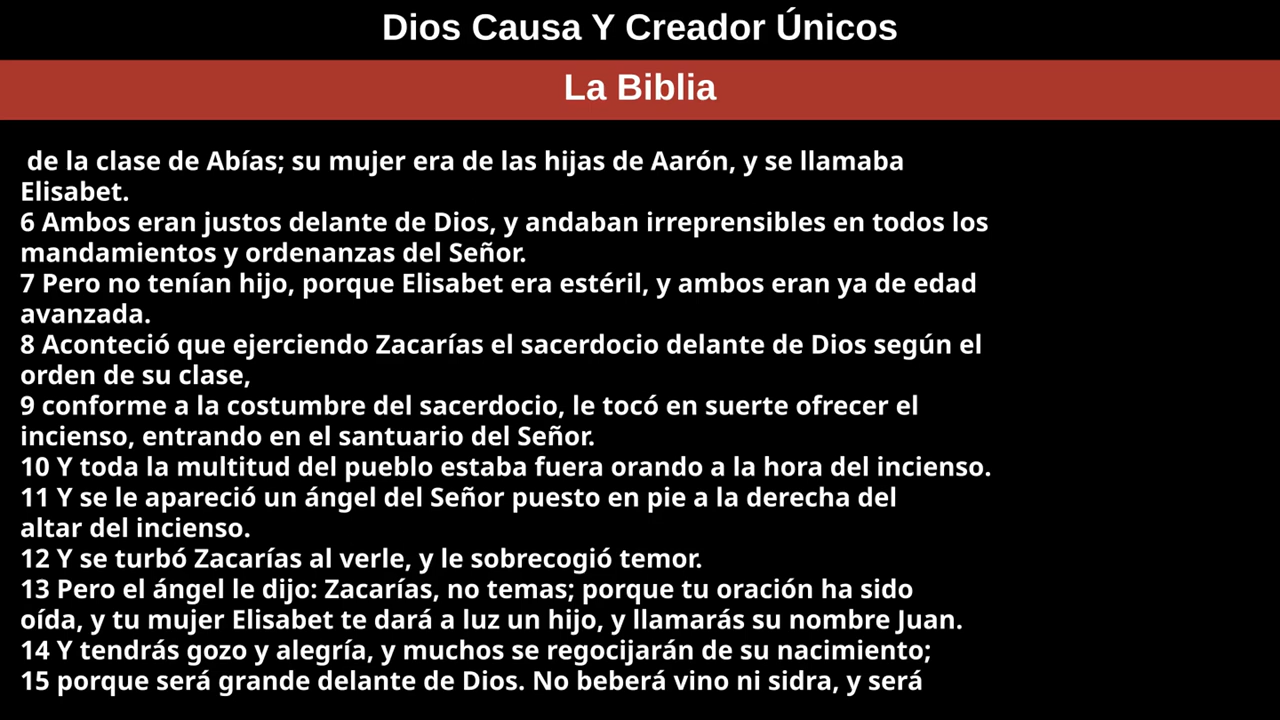 Dios Causa Y Creador Únicos
La Biblia
de la clase de Abías; su mujer era de las hijas de Aarón, y se llamaba
Elisabet.
6 Ambos eran justos delante de Dios, y andaban irreprensibles en todos los
mandamientos y ordenanzas del Señor.
7 Pero no tenían hijo, porque Elisabet era estéril, y ambos eran ya de edad
avanzada.
8 Aconteció que ejerciendo Zacarías el sacerdocio delante de Dios según el
orden de su clase,
9 conforme a la costumbre del sacerdocio, le tocó en suerte ofrecer el
incienso, entrando en el santuario del Señor.
10 Y toda la multitud del pueblo estaba fuera orando a la hora del incienso.
11 Y se le apareció un ángel del Señor puesto en pie a la derecha del
altar del incienso.
12 Y se turbó Zacarías al verle, y le sobrecogió temor.
13 Pero el ángel le dijo: Zacarías, no temas; porque tu oración ha sido
oída, y tu mujer Elisabet te dará a luz un hijo, y llamarás su nombre Juan.
14 Y tendrás gozo y alegría, y muchos se regocijarán de su nacimiento;
15 porque será grande delante de Dios. No beberá vino ni sidra, y será